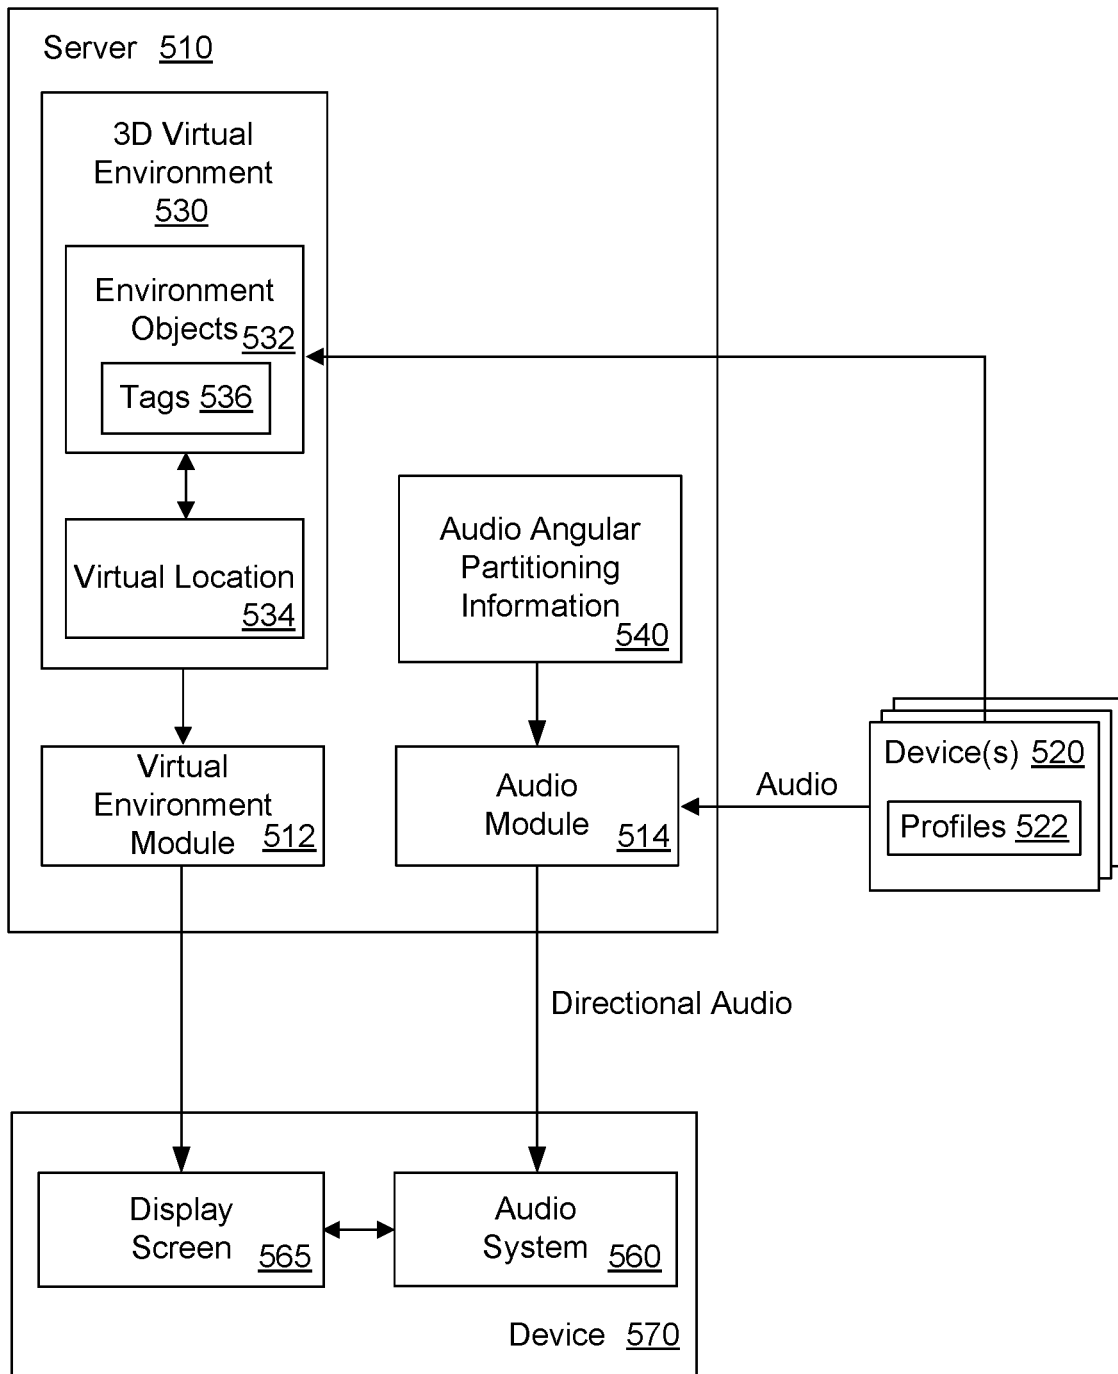 Server 510
3D Virtual
Environment
530
Environment
Objects 532
Tags 536
Virtual Location
534
Audio Angular
Partitioning
Information
540
Virtual
Environment
Module 512
Audio
Module 514
Audio
Device(s) 520
Profiles 522
Directional Audio
Display
Screen 565
Audio
System 560
Device 570